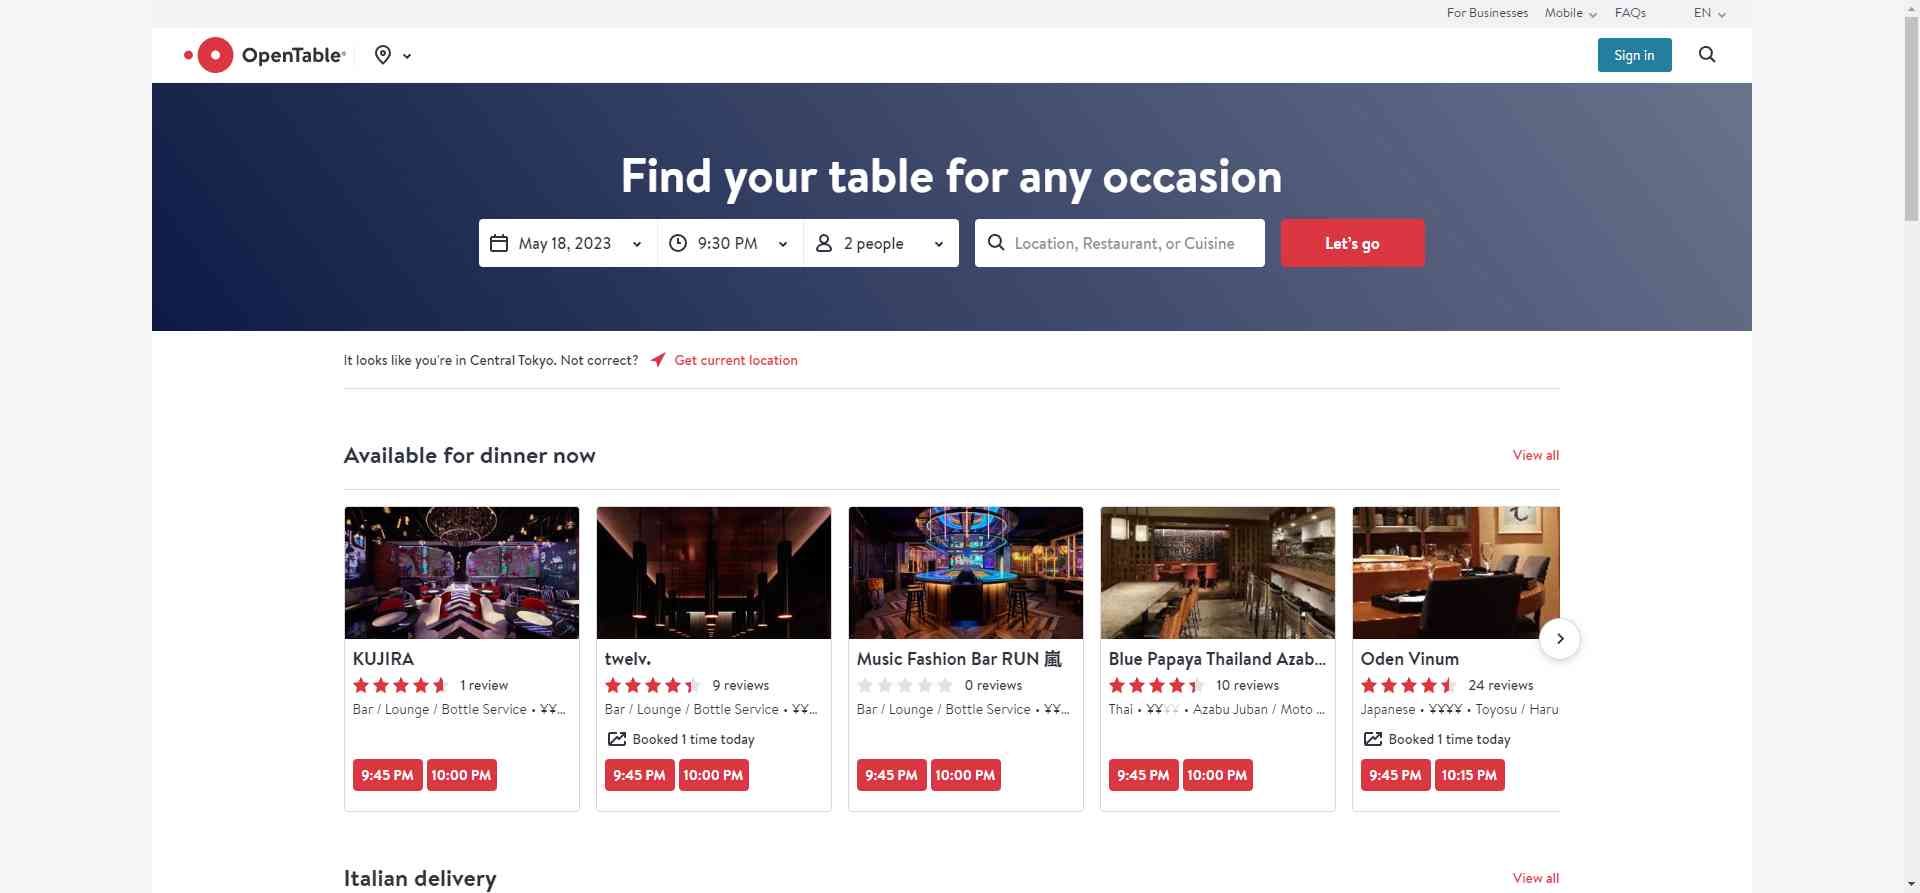 For Businesses Mobile FAQs EN
OpenTable
Sign in
Find your table for any occasion
May 18, 2023 9:30 PM 2 people Location, Restaurant, or Cuisine Let's go
It looks like you're in Central Tokyo. Not correct? Get current location
Available for dinner now View all
KUJIRA
1 review
Bar / Lounge / Bottle Service • ¥¥...
9:45 PM 10:00 PM
twelv.
9 reviews
Bar / Lounge / Bottle Service • ¥¥...
Booked 1 time today
9:45 PM 10:00 PM
Music Fashion Bar RUN 嵐
0 reviews
Bar / Lounge / Bottle Service • ¥¥...
9:45 PM 10:00 PM
Blue Papaya Thailand Azab...
10 reviews
Thai • ¥¥¥¥ • Azabu Juban / Moto ...
9:45 PM 10:00 PM
Oden Vinum
24 reviews
Japanese • ¥¥¥¥ • Toyosu / Haru
Booked 1 time today
9:45 PM 10:15 PM
Italian delivery View all